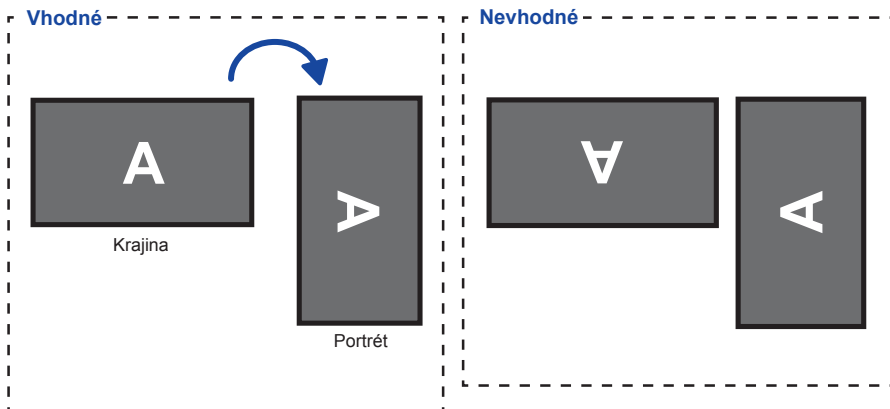 Vhodné
A
Krajina
A
Portrét
Nevhodné
A
A